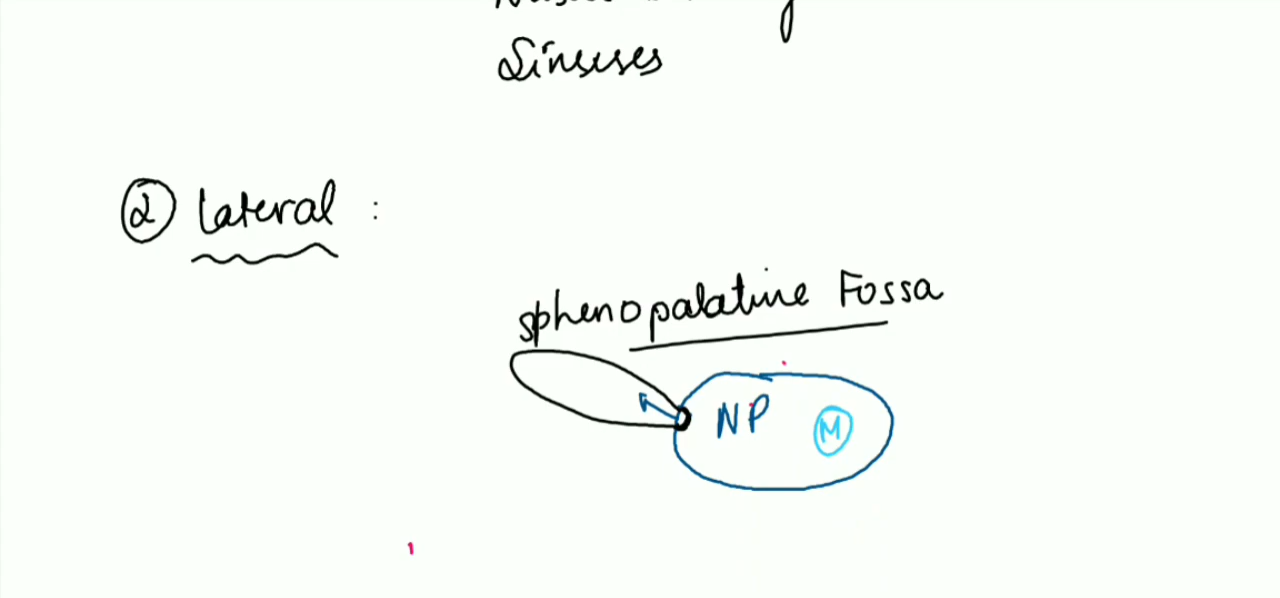 Sinuses
② Lateral :
sphenopalatine Fossa
NP M